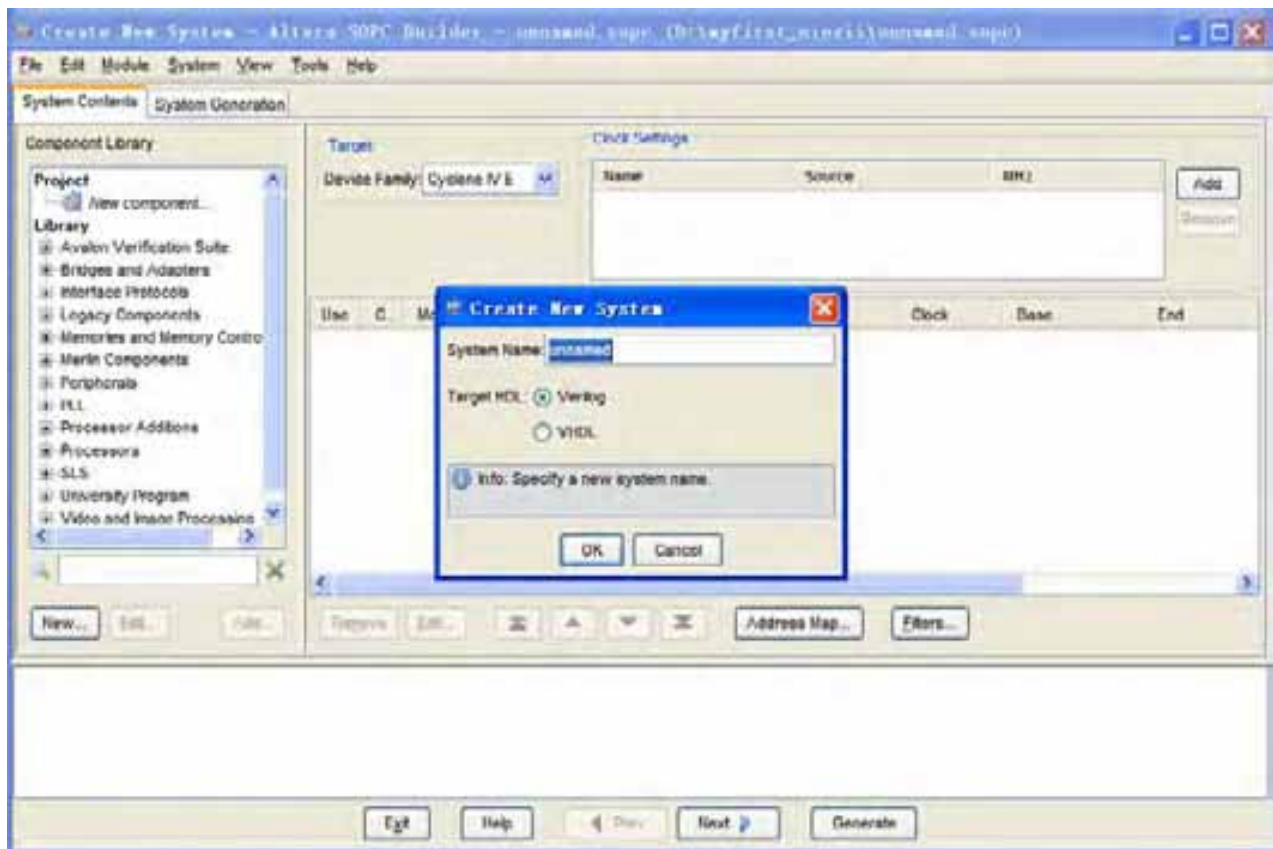 Create New System - Altera SOPC Builder - unnamed.sopc (D:\myfirst_niosii\unnamed.sopc)
File Edit Module System View Tools Help
System Contents System Generation
Component Library
Project
New component...
Library
Avalon Verification Suite
Bridges and Adapters
Interface Protocols
Legacy Components
Memories and Memory Contro
Merlin Components
Peripherals
PLL
Processor Additions
Processors
SLS
University Program
Video and Image Processing
New... Edit... Add...
Target
Device Family: Cyclone IV E
Clock Settings
Name Source MHz
Add
Remove
Use C Mo Clock Base End
Create New System
System Name: unnamed
Target HDL: Verilog
VHDL
Info: Specify a new system name.
OK Cancel
Remove Edit... Address Map... Filters...
Exit Help Prev Next Generate